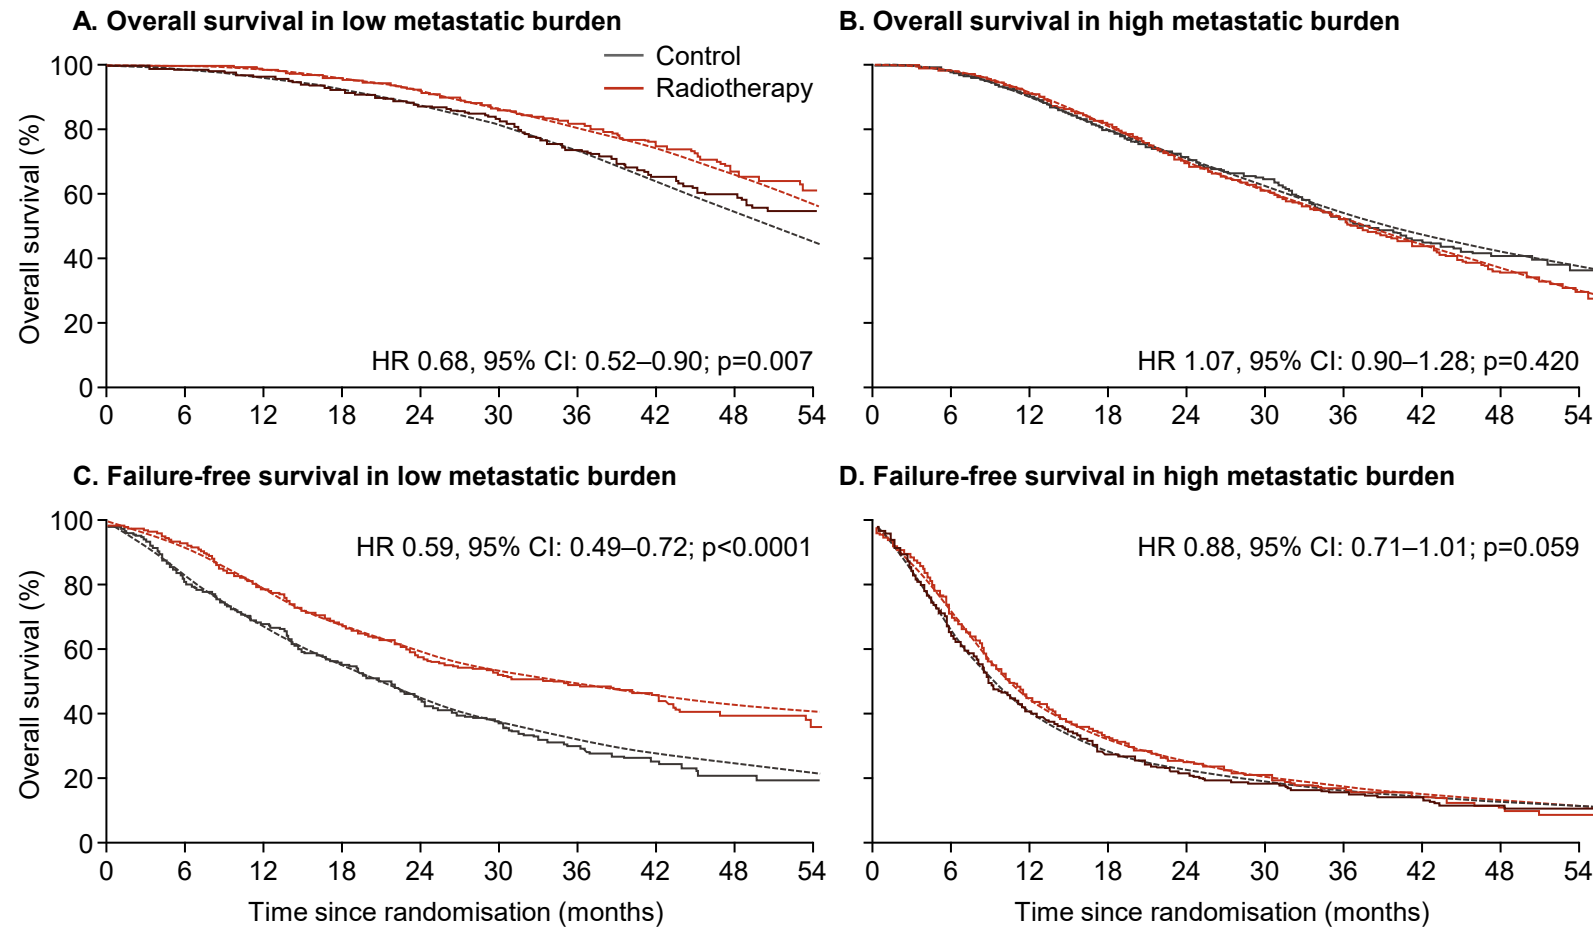 A. Overall survival in low metastatic burden
Control
Radiotherapy
Overall survival (%)
100
80
60
40
20
0
HR 0.68, 95% CI: 0.52–0.90; p=0.007
0 6 12 18 24 30 36 42 48 54
B. Overall survival in high metastatic burden
HR 1.07, 95% CI: 0.90–1.28; p=0.420
0 6 12 18 24 30 36 42 48 54
C. Failure-free survival in low metastatic burden
Overall survival (%)
100
80
60
40
20
0
HR 0.59, 95% CI: 0.49–0.72; p<0.0001
0 6 12 18 24 30 36 42 48 54
Time since randomisation (months)
D. Failure-free survival in high metastatic burden
HR 0.88, 95% CI: 0.71–1.01; p=0.059
0 6 12 18 24 30 36 42 48 54
Time since randomisation (months)